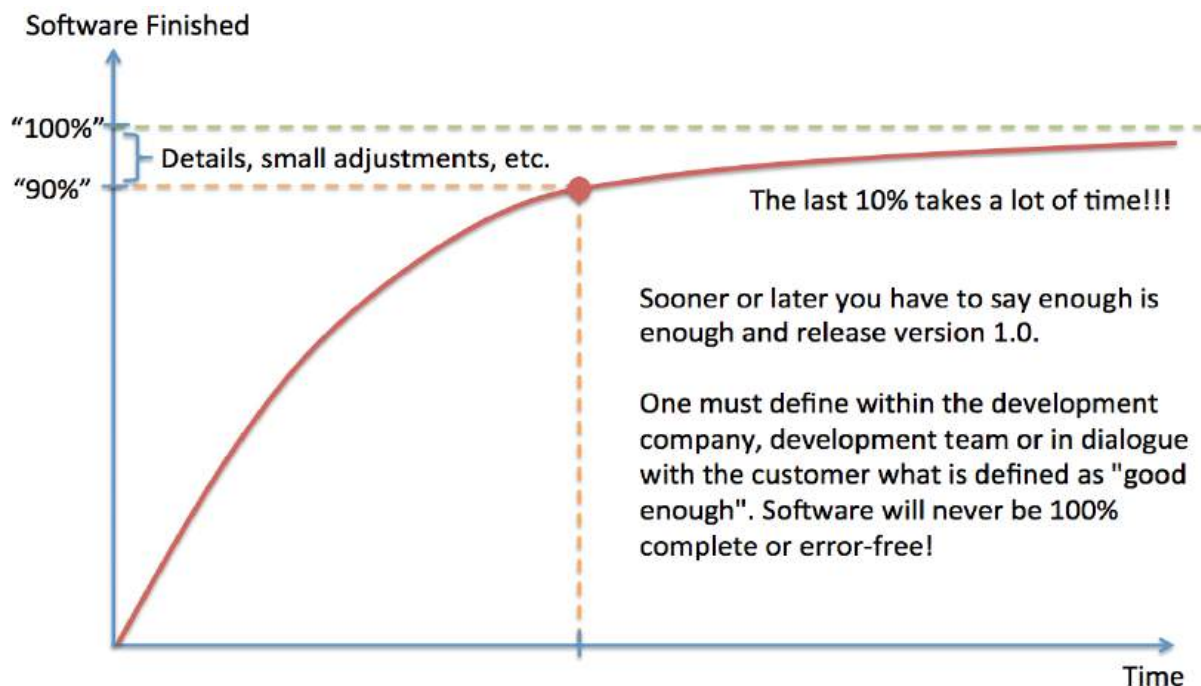 Software Finished
“100%”
Details, small adjustments, etc.
“90%”
The last 10% takes a lot of time!!!
Sooner or later you have to say enough is
enough and release version 1.0.
One must define within the development
company, development team or in dialogue
with the customer what is defined as "good
enough". Software will never be 100%
complete or error-free!
Time